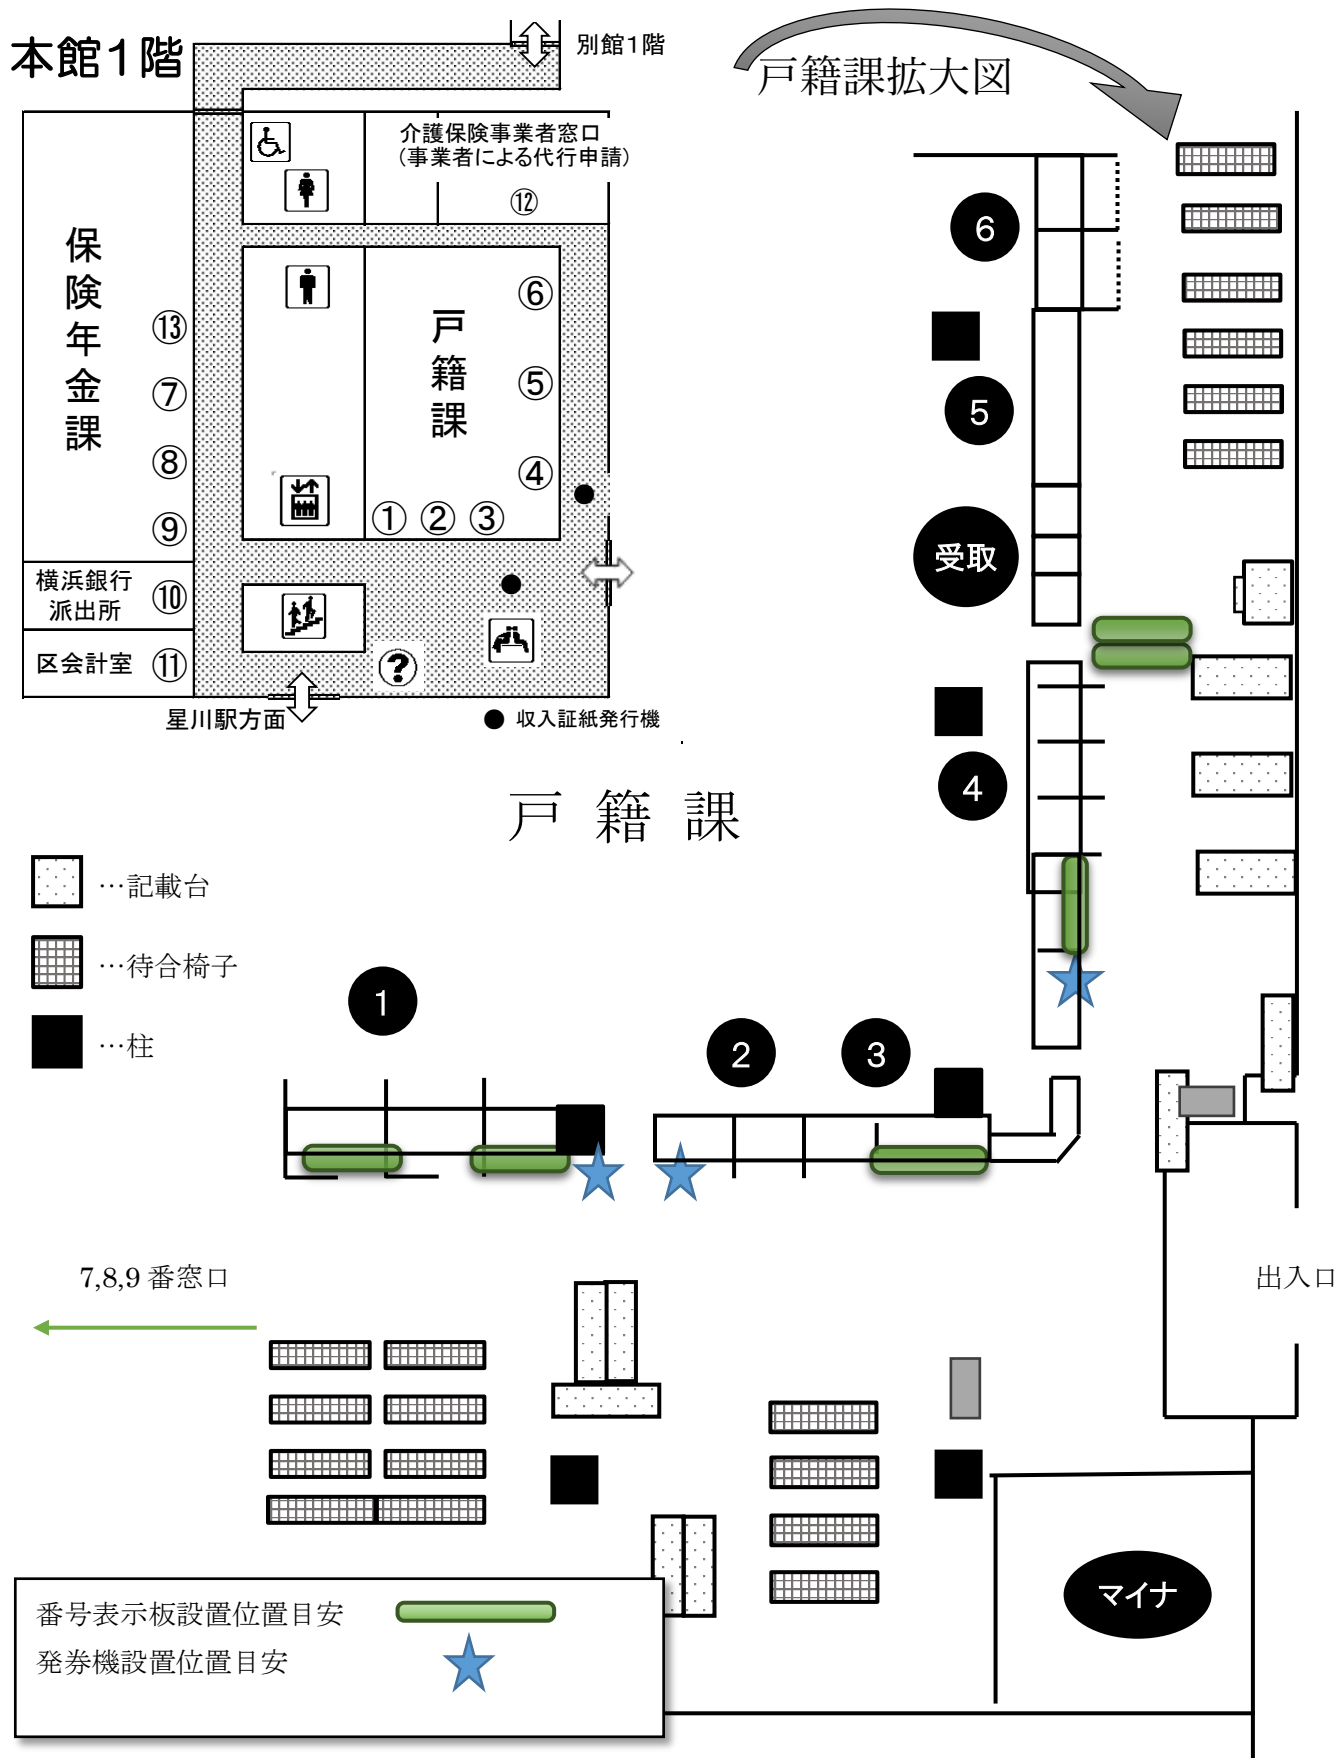 本館1階
別館1階
戸籍課拡大図
介護保険事業者窓口
(事業者による代行申請)
⑫
保険年金課
⑬
⑦
⑧
⑨
戸籍課
⑥
⑤
④
①
②
③
横浜銀行
派出所
⑩
区会計室
⑪
?
星川駅方面
● 収入証紙発行機
6
5
受取
4
戸籍課
…記載台
…待合椅子
…柱
1
2
3
7,8,9 番窓口
出入口
マイナ
番号表示板設置位置目安
発券機設置位置目安